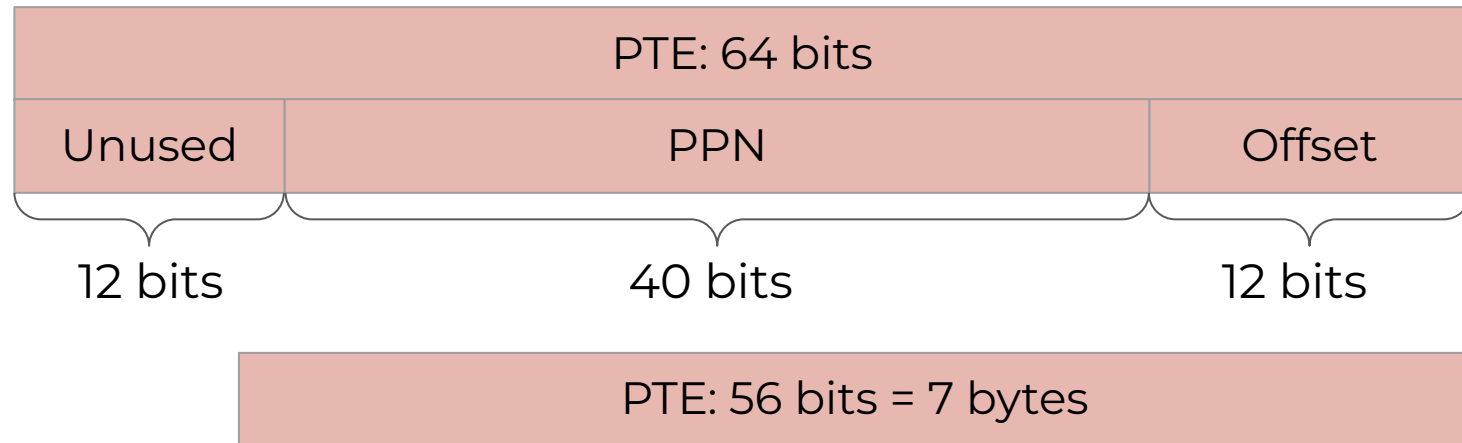 PTE: 64 bits
Unused PPN Offset
12 bits 40 bits 12 bits
PTE: 56 bits = 7 bytes